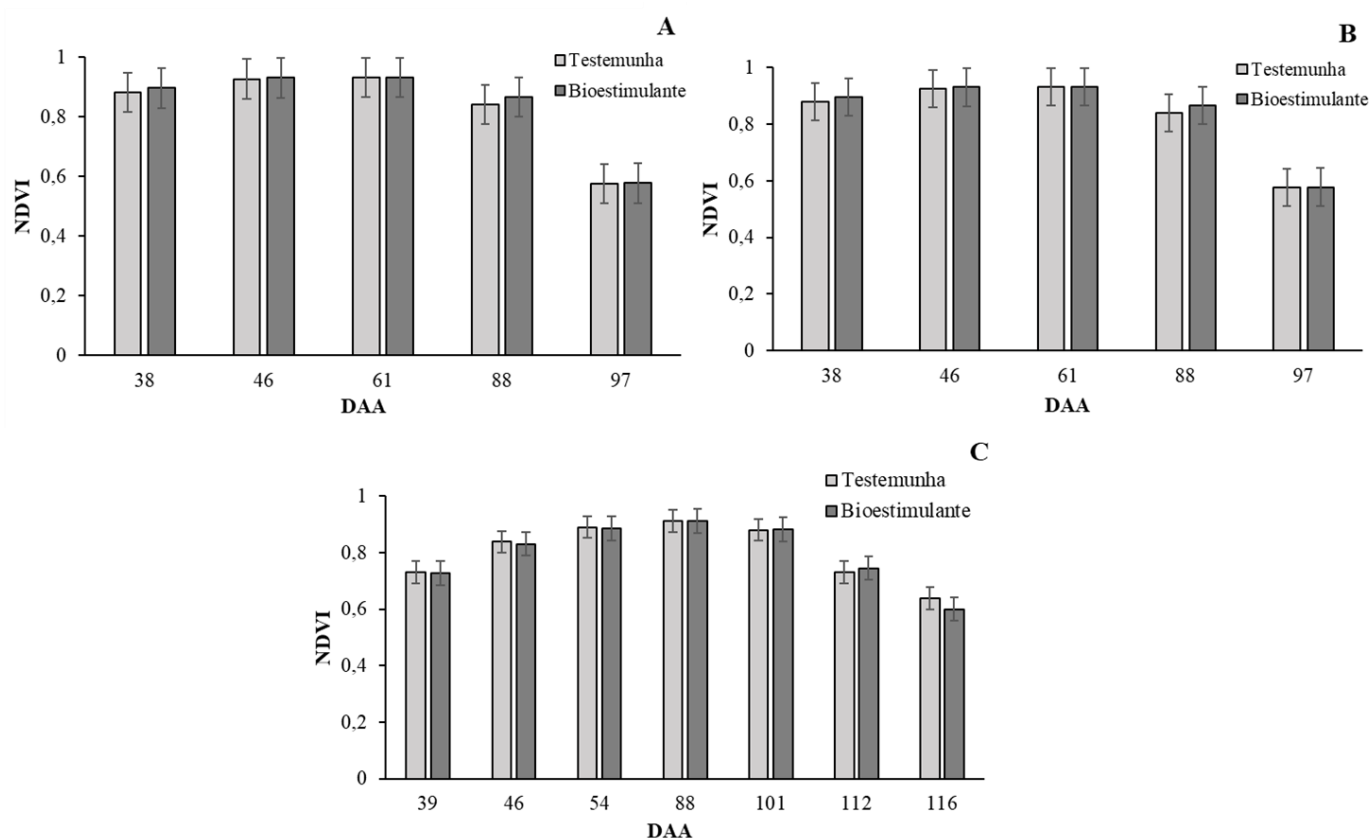 A
Testemunha
Bioestimulante
1
0,8
0,6
0,4
0,2
0
NDVI
38 46 61 88 97
DAA
B
Testemunha
Bioestimulante
1
0,8
0,6
0,4
0,2
0
NDVI
38 46 61 88 97
DAA
C
Testemunha
Bioestimulante
1
0,8
0,6
0,4
0,2
0
NDVI
39 46 54 88 101 112 116
DAA